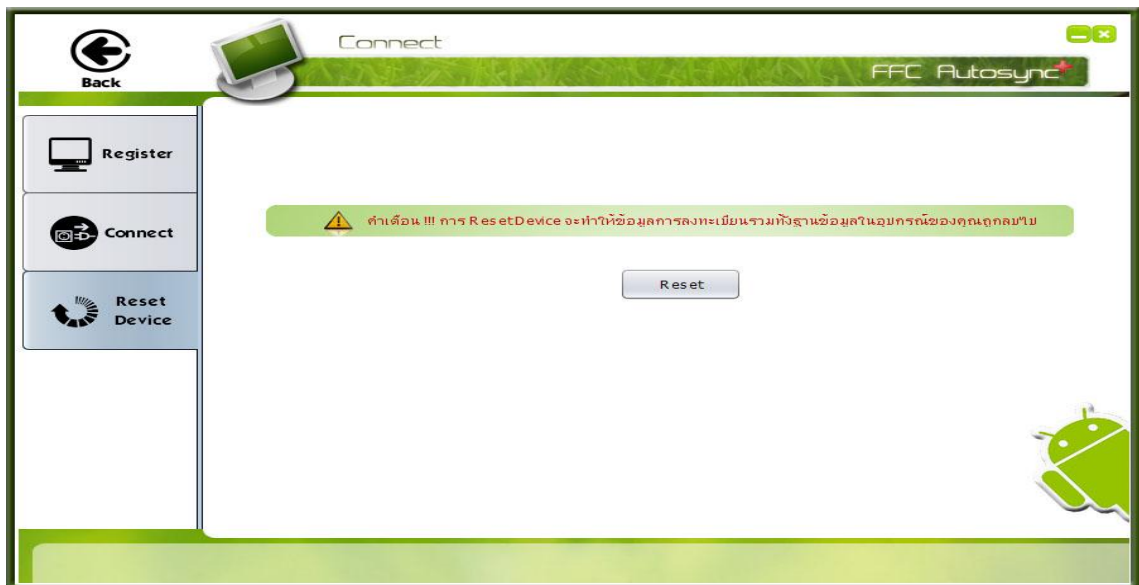 Back
Connect
FFC Autosync+
Register
Connect
Reset
Device
คำเตือน !!! การ ResetDevice จะทำให้ข้อมูลการลงทะเบียนรวมทั้งฐานข้อมูลในอุปกรณ์ของคุณถูกลบไป
Reset